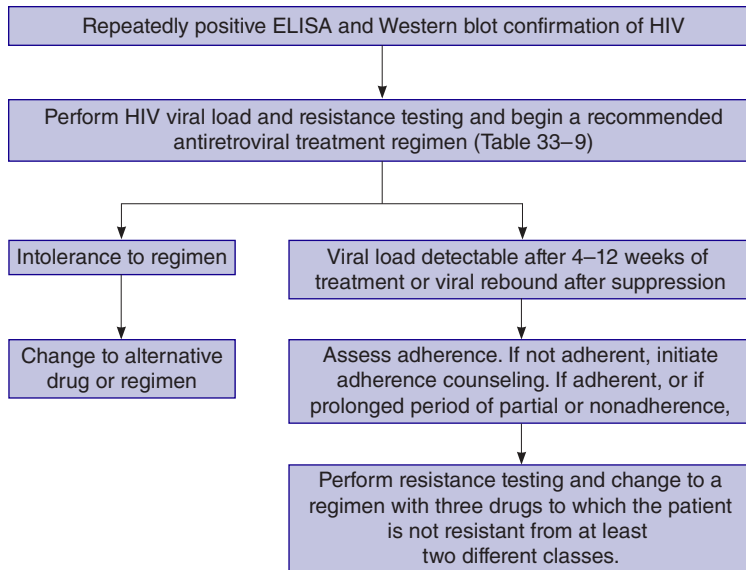 Repeatedly positive ELISA and Western blot confirmation of HIV
Perform HIV viral load and resistance testing and begin a recommended
antiretroviral treatment regimen (Table 33–9)
Intolerance to regimen
Change to alternative
drug or regimen
Viral load detectable after 4–12 weeks of
treatment or viral rebound after suppression
Assess adherence. If not adherent, initiate
adherence counseling. If adherent, or if
prolonged period of partial or nonadherence,
Perform resistance testing and change to a
regimen with three drugs to which the patient
is not resistant from at least
two different classes.